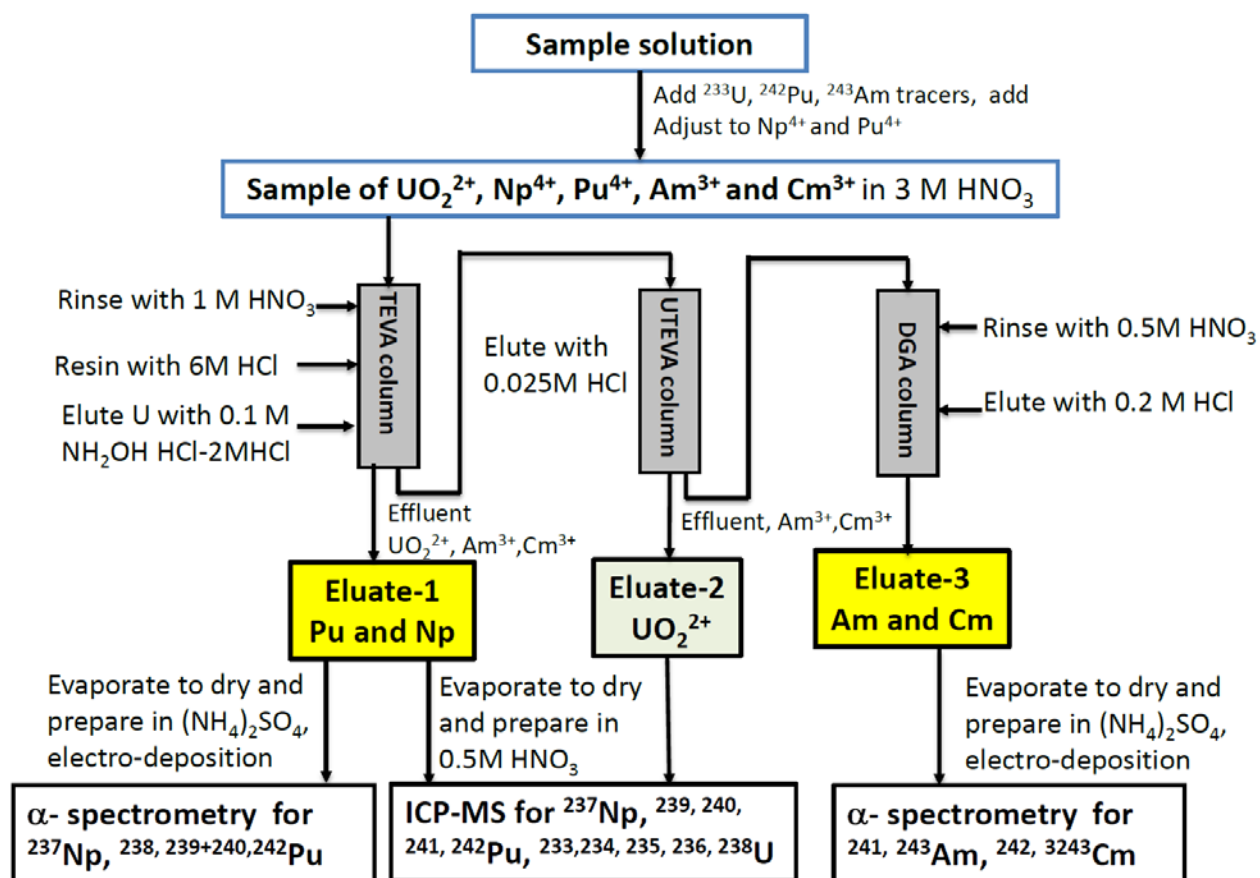 Sample solution
Add ²³³U, ²⁴²Pu, ²⁴³Am tracers, add
Adjust to Np⁴⁺ and Pu⁴⁺
Sample of UO₂²⁺, Np⁴⁺, Pu⁴⁺, Am³⁺ and Cm³⁺ in 3 M HNO₃
Rinse with 1 M HNO₃
Resin with 6M HCl
Elute U with 0.1 M
NH₂OH HCl-2MHCl
TEVA column
Effluent
UO₂²⁺, Am³⁺,Cm³⁺
Elute with
0.025M HCl
UTEVA column
Effluent, Am³⁺,Cm³⁺
DGA column
Rinse with 0.5M HNO₃
Elute with 0.2 M HCl
Eluate-1
Pu and Np
Eluate-2
UO₂²⁺
Eluate-3
Am and Cm
Evaporate to dry and
prepare in (NH₄)₂SO₄,
electro-deposition
Evaporate to dry
and prepare in
0.5M HNO₃
Evaporate to dry and
prepare in (NH₄)₂SO₄,
electro-deposition
α- spectrometry for
²³⁷Np, ²³⁸, ²³⁹⁺²⁴⁰,²⁴²Pu
ICP-MS for ²³⁷Np, ²³⁹, ²⁴⁰,
²⁴¹, ²⁴²Pu, ²³³,²³⁴, ²³⁵, ²³⁶, ²³⁸U
α- spectrometry for
²⁴¹, ²⁴³Am, ²⁴², ³²⁴³Cm